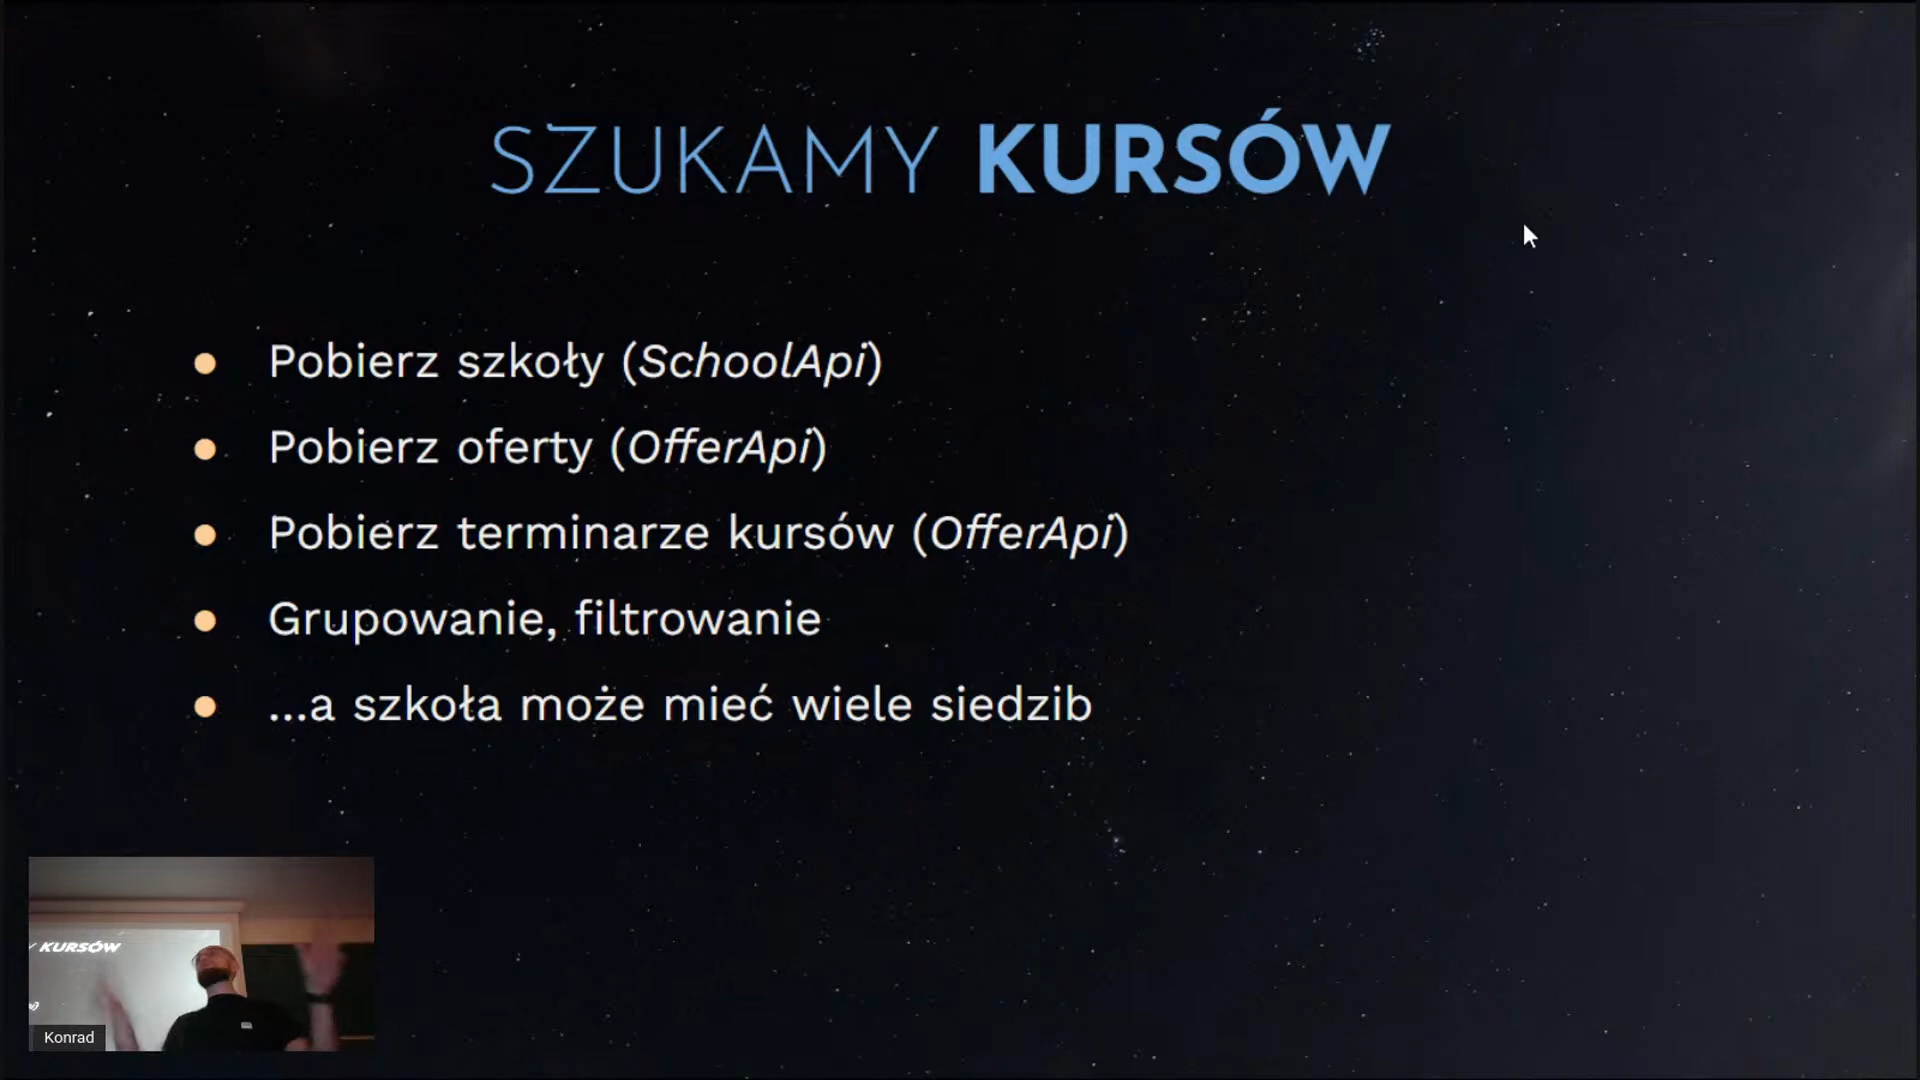 SZUKAMY KURSÓW
Pobierz szkoły (SchoolApi)
Pobierz oferty (OfferApi)
Pobierz terminarze kursów (OfferApi)
Grupowanie, filtrowanie
...a szkoła może mieć wiele siedzib
KURSÓW
Konrad